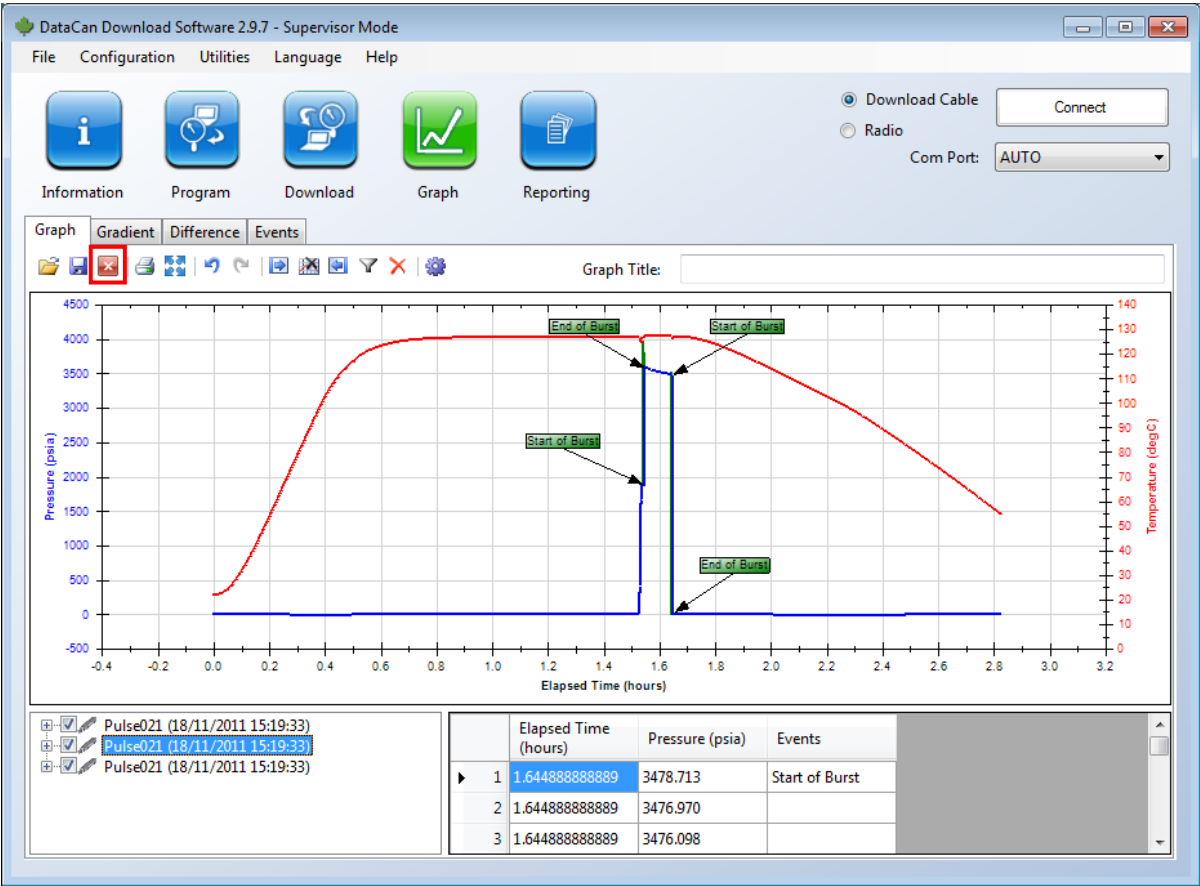 DataCan Download Software 2.9.7 - Supervisor Mode
File Configuration Utilities Language Help
Download Cable
Connect
Radio
Com Port: AUTO
Information Program Download Graph Reporting
Graph Gradient Difference Events
Graph Title:
4500
4000
3500
3000
2500
2000
1500
1000
500
0
-500
Pressure (psia)
End of Burst
Start of Burst
Start of Burst
End of Burst
140
130
120
110
100
90
80
70
60
50
40
30
20
10
0
Temperature (degC)
-0.4 -0.2 0.0 0.2 0.4 0.6 0.8 1.0 1.2 1.4 1.6 1.8 2.0 2.2 2.4 2.6 2.8 3.0 3.2
Elapsed Time (hours)
Pulse021 (18/11/2011 15:19:33)
Pulse021 (18/11/2011 15:19:33)
Pulse021 (18/11/2011 15:19:33)
Elapsed Time (hours) Pressure (psia) Events
1 1.644888888889 3478.713 Start of Burst
2 1.644888888889 3476.970
3 1.644888888889 3476.098